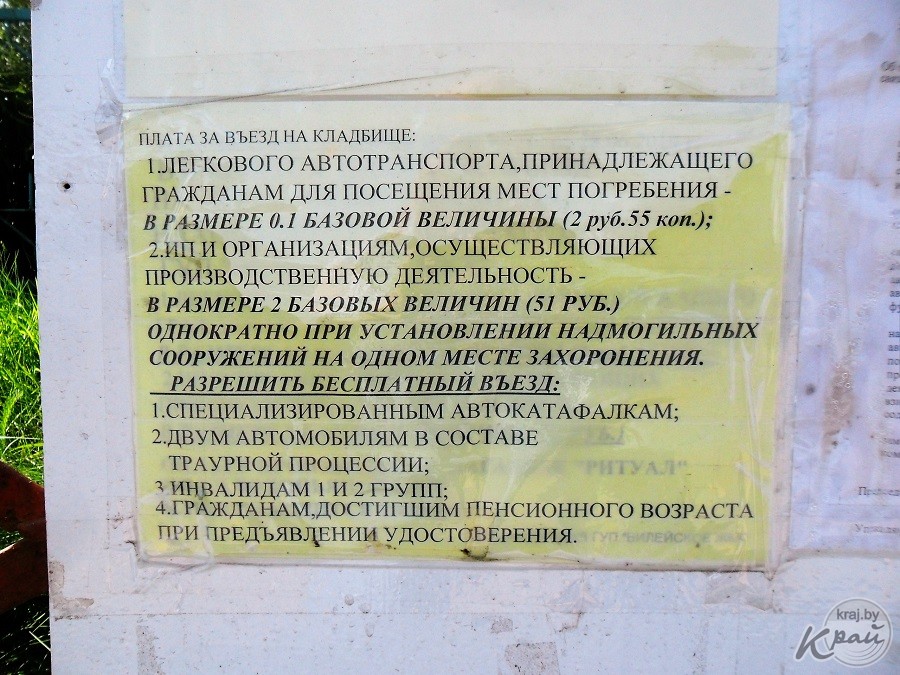 ПЛАТА ЗА ВЪЕЗД НА КЛАДБИЩЕ:
1.ЛЕГКОВОГО АВТОТРАНСПОРТА,ПРИНАДЛЕЖАЩЕГО
ГРАЖДАНАМ ДЛЯ ПОСЕЩЕНИЯ МЕСТ ПОГРЕБЕНИЯ -
В РАЗМЕРЕ 0.1 БАЗОВОЙ ВЕЛИЧИНЫ (2 руб.55 коп.);
2.ИП И ОРГАНИЗАЦИЯМ,ОСУЩЕСТВЛЯЮЩИХ
ПРОИЗВОДСТВЕННУЮ ДЕЯТЕЛЬНОСТЬ -
В РАЗМЕРЕ 2 БАЗОВЫХ ВЕЛИЧИН (51 РУБ.)
ОДНОКРАТНО ПРИ УСТАНОВЛЕНИИ НАДМОГИЛЬНЫХ
СООРУЖЕНИЙ НА ОДНОМ МЕСТЕ ЗАХОРОНЕНИЯ.
РАЗРЕШИТЬ БЕСПЛАТНЫЙ ВЪЕЗД:
1.СПЕЦИАЛИЗИРОВАННЫМ АВТОКАТАФАЛКАМ;
2.ДВУМ АВТОМОБИЛЯМ В СОСТАВЕ
ТРАУРНОЙ ПРОЦЕССИИ;
3.ИНВАЛИДАМ 1 И 2 ГРУПП;
4.ГРАЖДАНАМ,ДОСТИГШИМ ПЕНСИОННОГО ВОЗРАСТА
ПРИ ПРЕДЪЯВЛЕНИИ УДОСТОВЕРЕНИЯ.
"РИТУАЛ"
kraj.by
Край